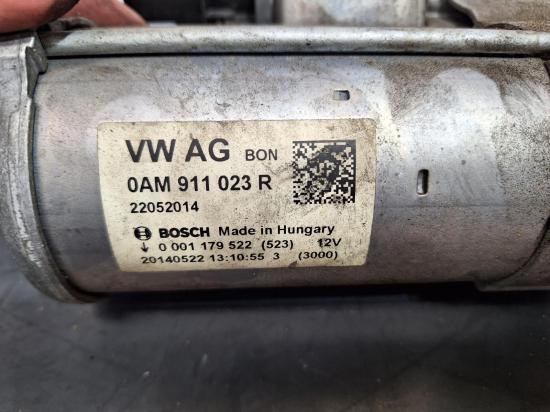 VW AG BON
0AM 911 023 R
22052014
BOSCH Made in Hungary
↓ 0 001 179 522 (523) 12V
20140522 13:10:55 3 (3000)